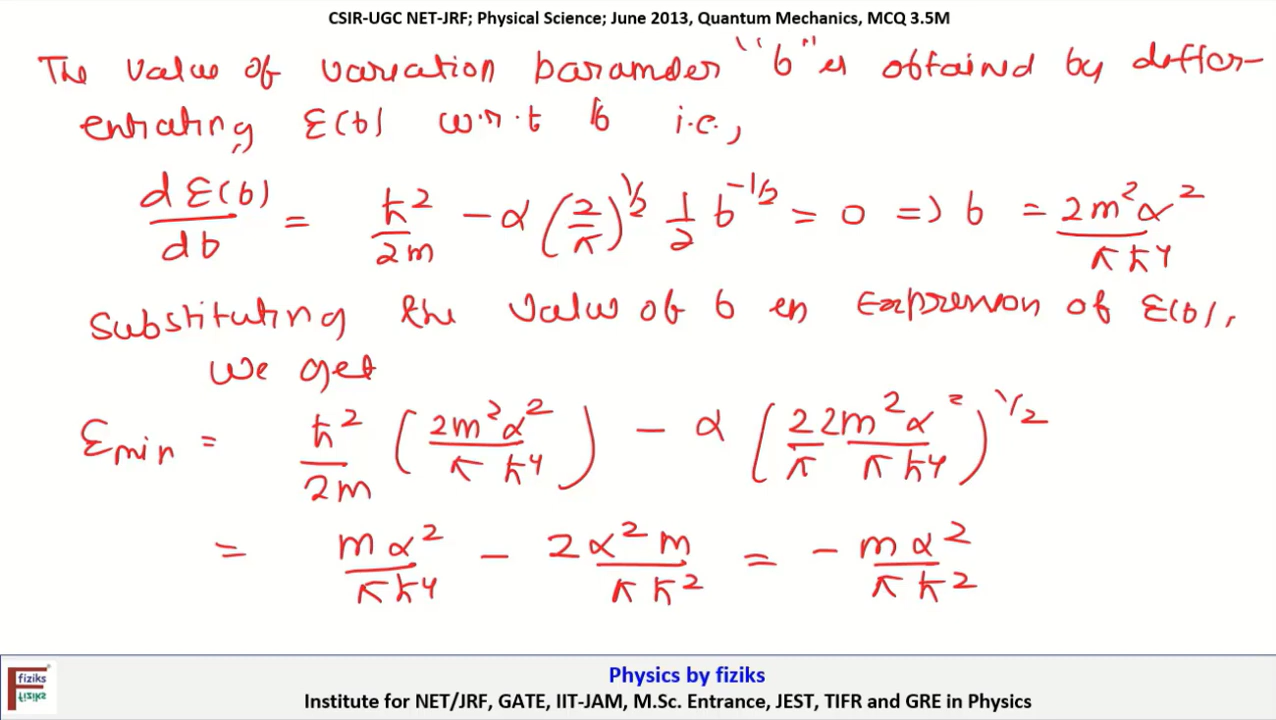 CSIR-UGC NET-JRF; Physical Science; June 2013, Quantum Mechanics, MCQ 3.5M
The value of variation parameter "b" is obtained by differ-
entiating E(b) w.r.t b i.e.,
dE(b)/db = ℏ²/2m − α(2/π)^1/2 1/2 b^−1/2 = 0 => b = 2m²α²/πℏ⁴
Substituting the value of b in Expression of E(b),
we get
Emin = ℏ²/2m (2m²α²/πℏ⁴) − α (2/π 2m²α²/πℏ⁴)^1/2
= mα²/πℏ⁴ − 2α²m/πℏ² = − mα²/πℏ²
fiziks
Physics by fiziks
Institute for NET/JRF, GATE, IIT-JAM, M.Sc. Entrance, JEST, TIFR and GRE in Physics